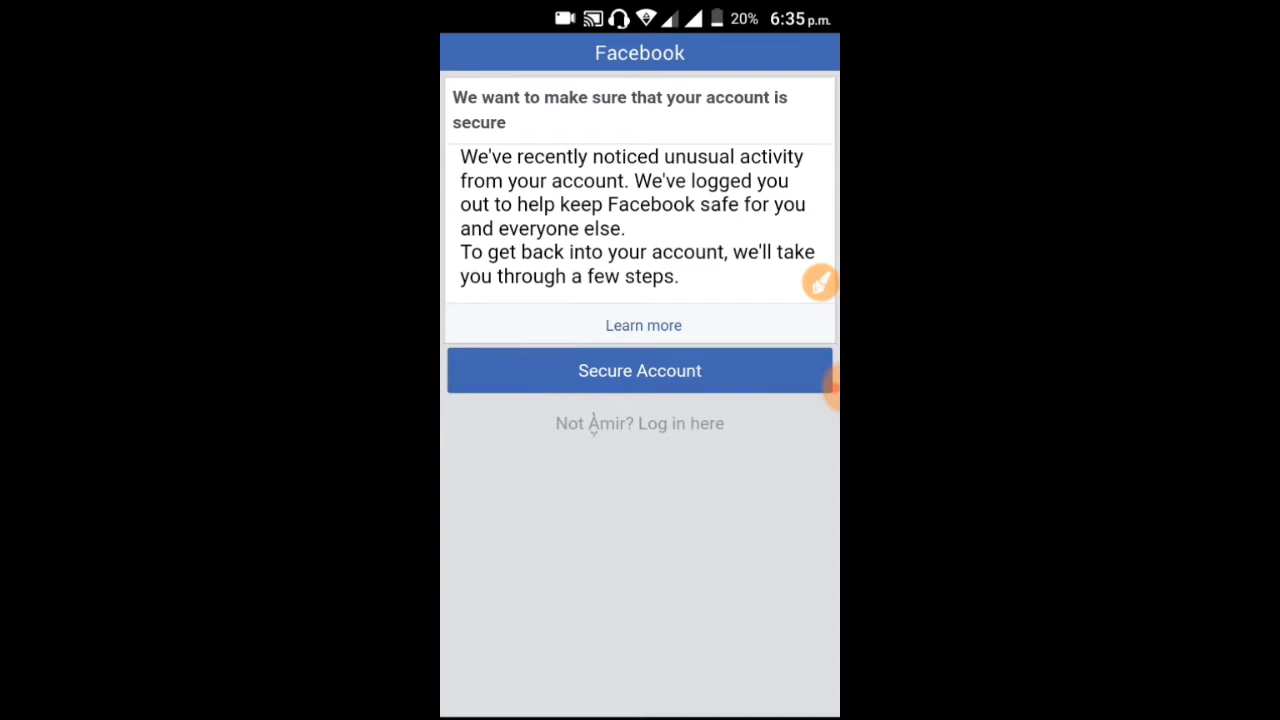 20% 6:35 p.m.
Facebook
We want to make sure that your account is
secure
We've recently noticed unusual activity
from your account. We've logged you
out to help keep Facebook safe for you
and everyone else.
To get back into your account, we'll take
you through a few steps.
Learn more
Secure Account
Not Ậmir? Log in here